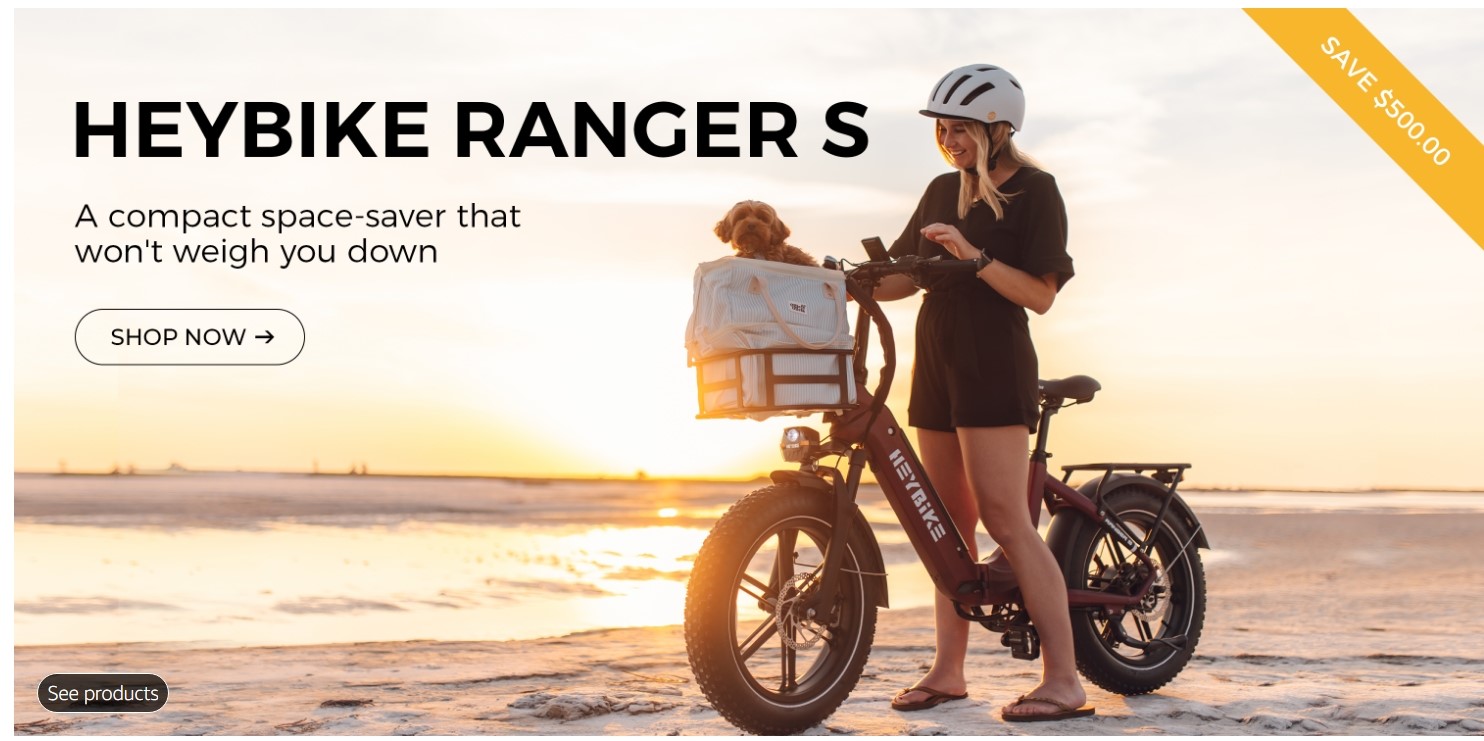 HEYBIKE RANGER S
SAVE $500.00
A compact space-saver that
won't weigh you down
SHOP NOW →
HEYBIKE
See products